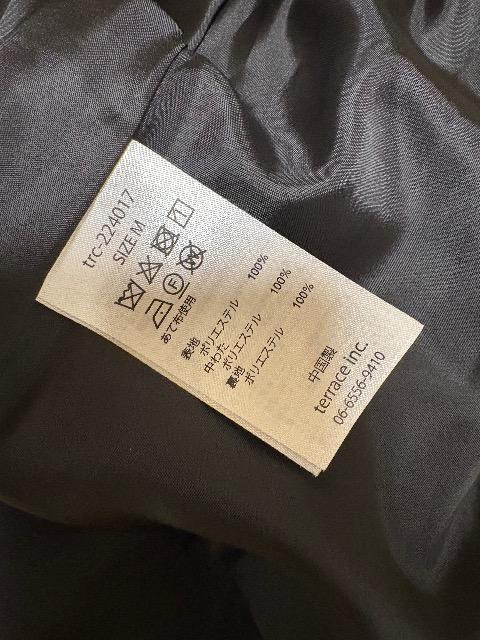 trc-224017
SIZE M
あて布使用
表地 ポリエステル 100%
中わた ポリエステル 100%
裏地 ポリエステル 100%
中国製
terrace inc.
06-6556-9410